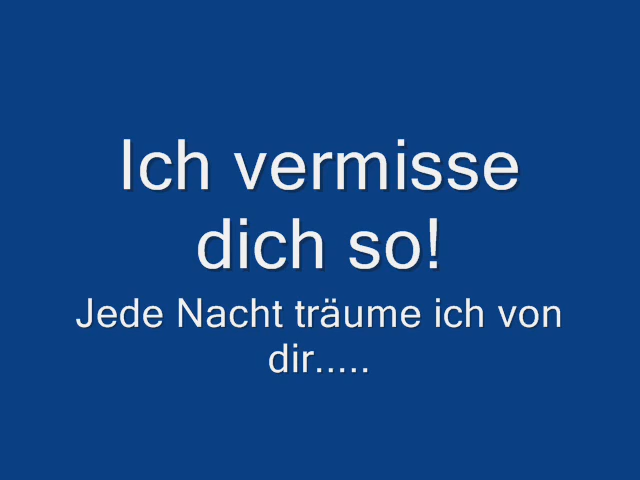 Ich vermisse
dich so!
Jede Nacht träume ich von
dir.....